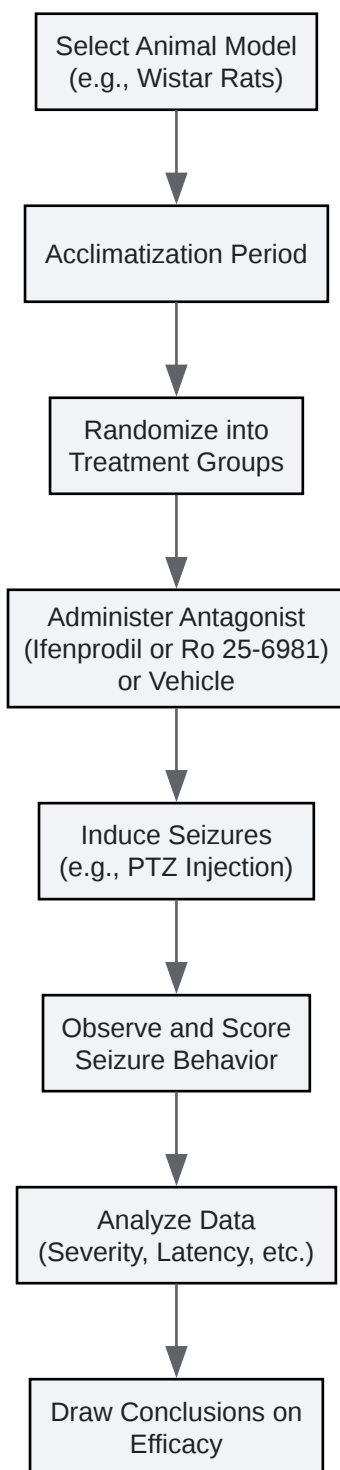 Select Animal Model
(e.g., Wistar Rats)
Acclimatization Period
Randomize into
Treatment Groups
Administer Antagonist
(Ifenprodil or Ro 25-6981)
or Vehicle
Induce Seizures
(e.g., PTZ Injection)
Observe and Score
Seizure Behavior
Analyze Data
(Severity, Latency, etc.)
Draw Conclusions on
Efficacy